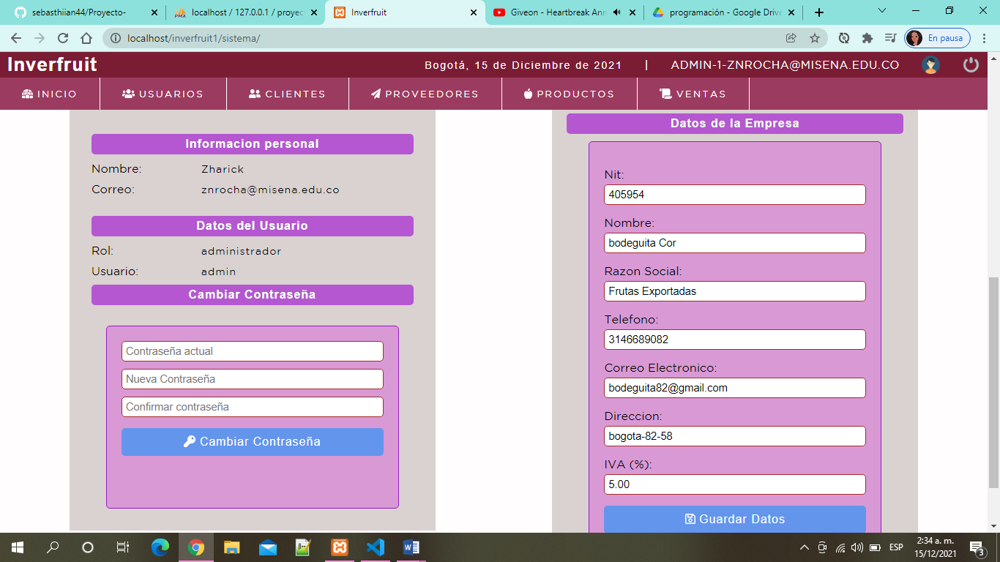 sebasthiian44/Proyecto-
localhost / 127.0.0.1 / proyec
Inverfruit
Giveon - Heartbreak Ann
programación - Google Drive
localhost/inverfruit1/sistema/
En pausa
Inverfruit
Bogotá, 15 de Diciembre de 2021 | ADMIN-1-ZNROCHA@MISENA.EDU.CO
INICIO USUARIOS CLIENTES PROVEEDORES PRODUCTOS VENTAS
Informacion personal
Nombre: Zharick
Correo: znrocha@misena.edu.co
Datos del Usuario
Rol: administrador
Usuario: admin
Cambiar Contraseña
Contraseña actual
Nueva Contraseña
Confirmar contraseña
Cambiar Contraseña
Datos de la Empresa
Nit:
405954
Nombre:
bodeguita Cor
Razon Social:
Frutas Exportadas
Telefono:
3146689082
Correo Electronico:
bodeguita82@gmail.com
Direccion:
bogota-82-58
IVA (%):
5.00
Guardar Datos
ESP
2:34 a. m.
15/12/2021
3